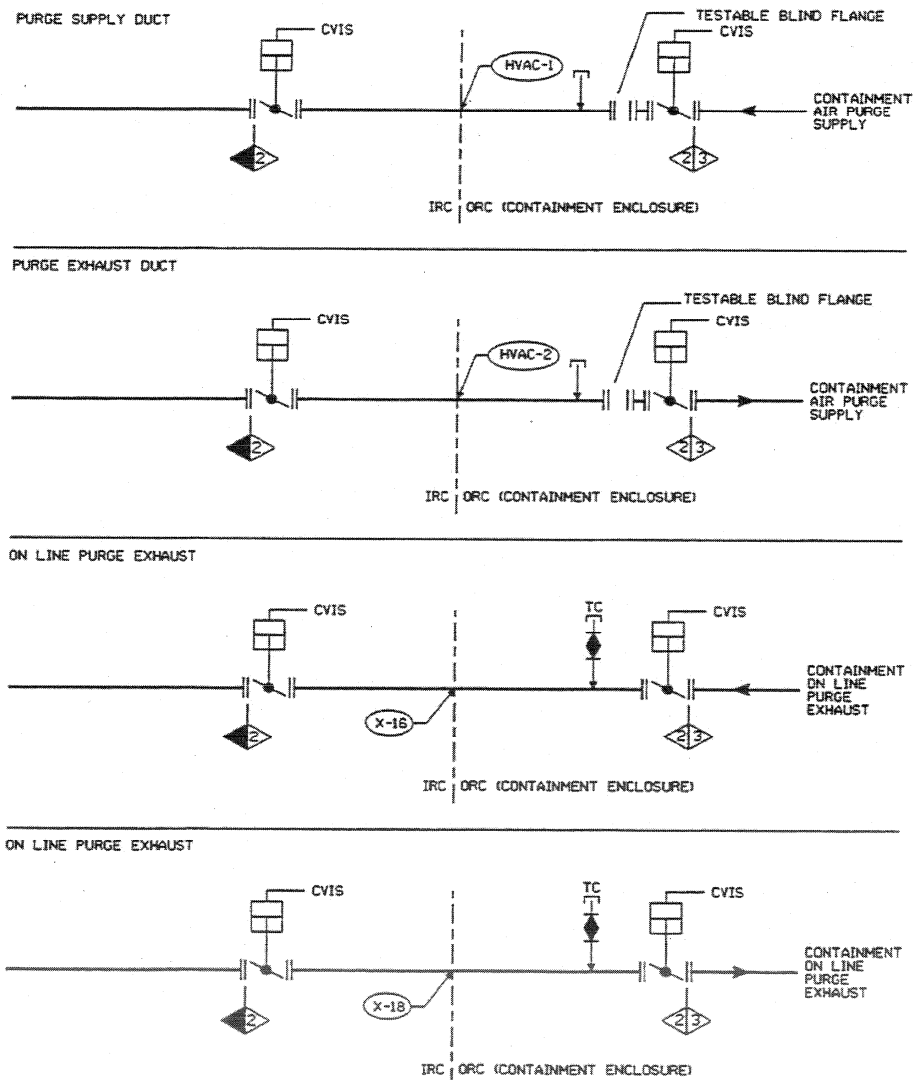 PURGE SUPPLY DUCT
TESTABLE BLIND FLANGE
CVIS
CVIS
HVAC-1
CONTAINMENT
AIR PURGE
SUPPLY
2
2 3
IRC ORC (CONTAINMENT ENCLOSURE)
PURGE EXHAUST DUCT
TESTABLE BLIND FLANGE
CVIS
CVIS
HVAC-2
CONTAINMENT
AIR PURGE
SUPPLY
2
2 3
IRC ORC (CONTAINMENT ENCLOSURE)
ON LINE PURGE EXHAUST
CVIS
TC
CVIS
CONTAINMENT
ON LINE
PURGE
EXHAUST
X-16
2
2 3
IRC ORC (CONTAINMENT ENCLOSURE)
ON LINE PURGE EXHAUST
CVIS
TC
CVIS
CONTAINMENT
ON LINE
PURGE
EXHAUST
X-18
2
2 3
IRC ORC (CONTAINMENT ENCLOSURE)